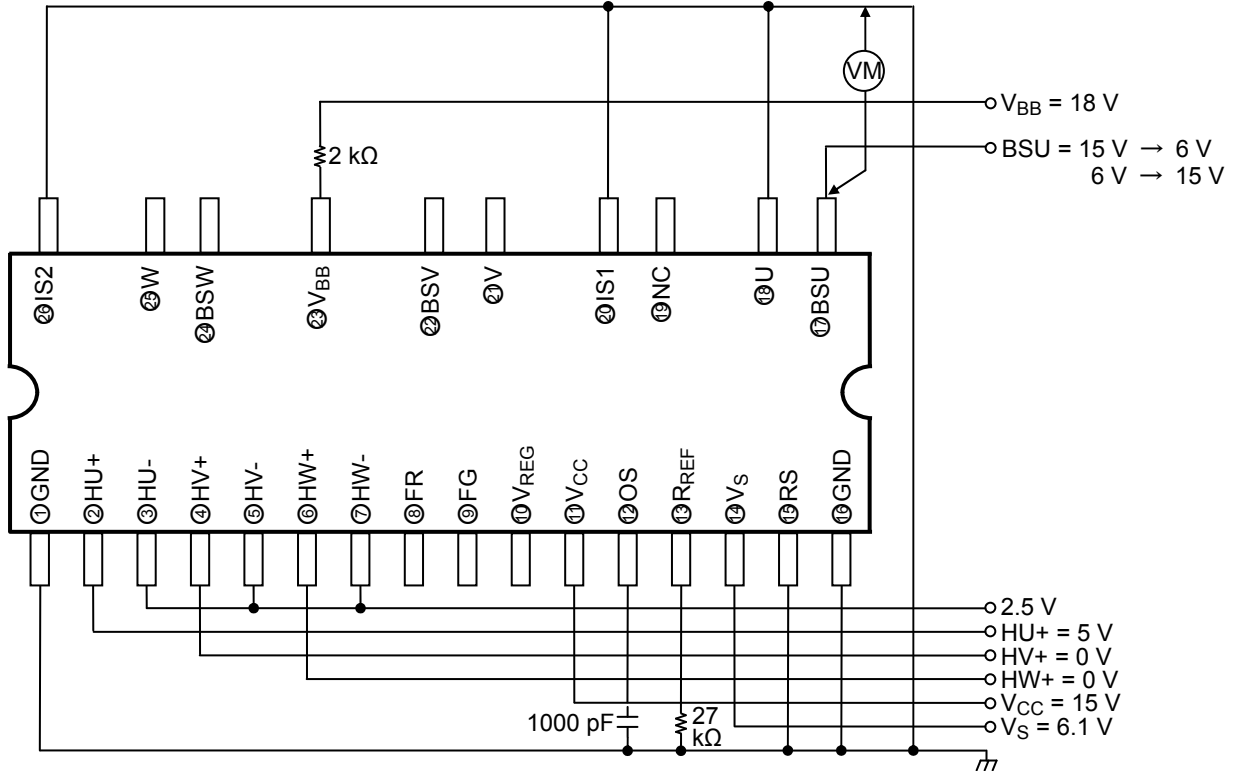 VM
V_BB = 18 V
BSU = 15 V → 6 V
6 V → 15 V
2 kΩ
㉖IS2
㉕W
㉔BSW
㉓V_BB
㉒BSV
㉑V
⑳IS1
⑲NC
⑱U
⑰BSU
①GND
②HU+
③HU-
④HV+
⑤HV-
⑥HW+
⑦HW-
⑧FR
⑨FG
⑩V_REG
⑪V_CC
⑫OS
⑬R_REF
⑭V_S
⑮RS
⑯GND
2.5 V
HU+ = 5 V
HV+ = 0 V
HW+ = 0 V
V_CC = 15 V
V_S = 6.1 V
1000 pF
27
kΩ